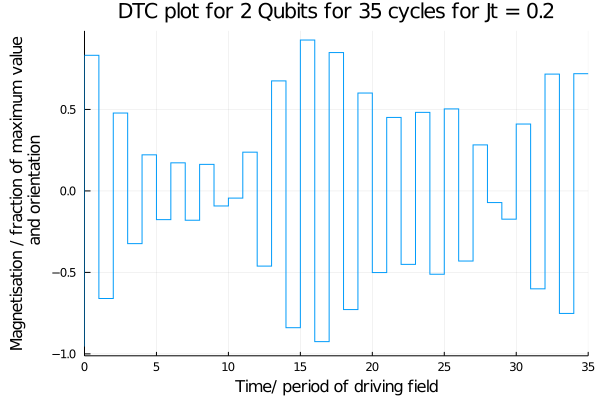 DTC plot for 2 Qubits for 35 cycles for Jt = 0.2
Magnetisation / fraction of maximum value
and orientation
0.5
0.0
−0.5
−1.0
0 5 10 15 20 25 30 35
Time/ period of driving field